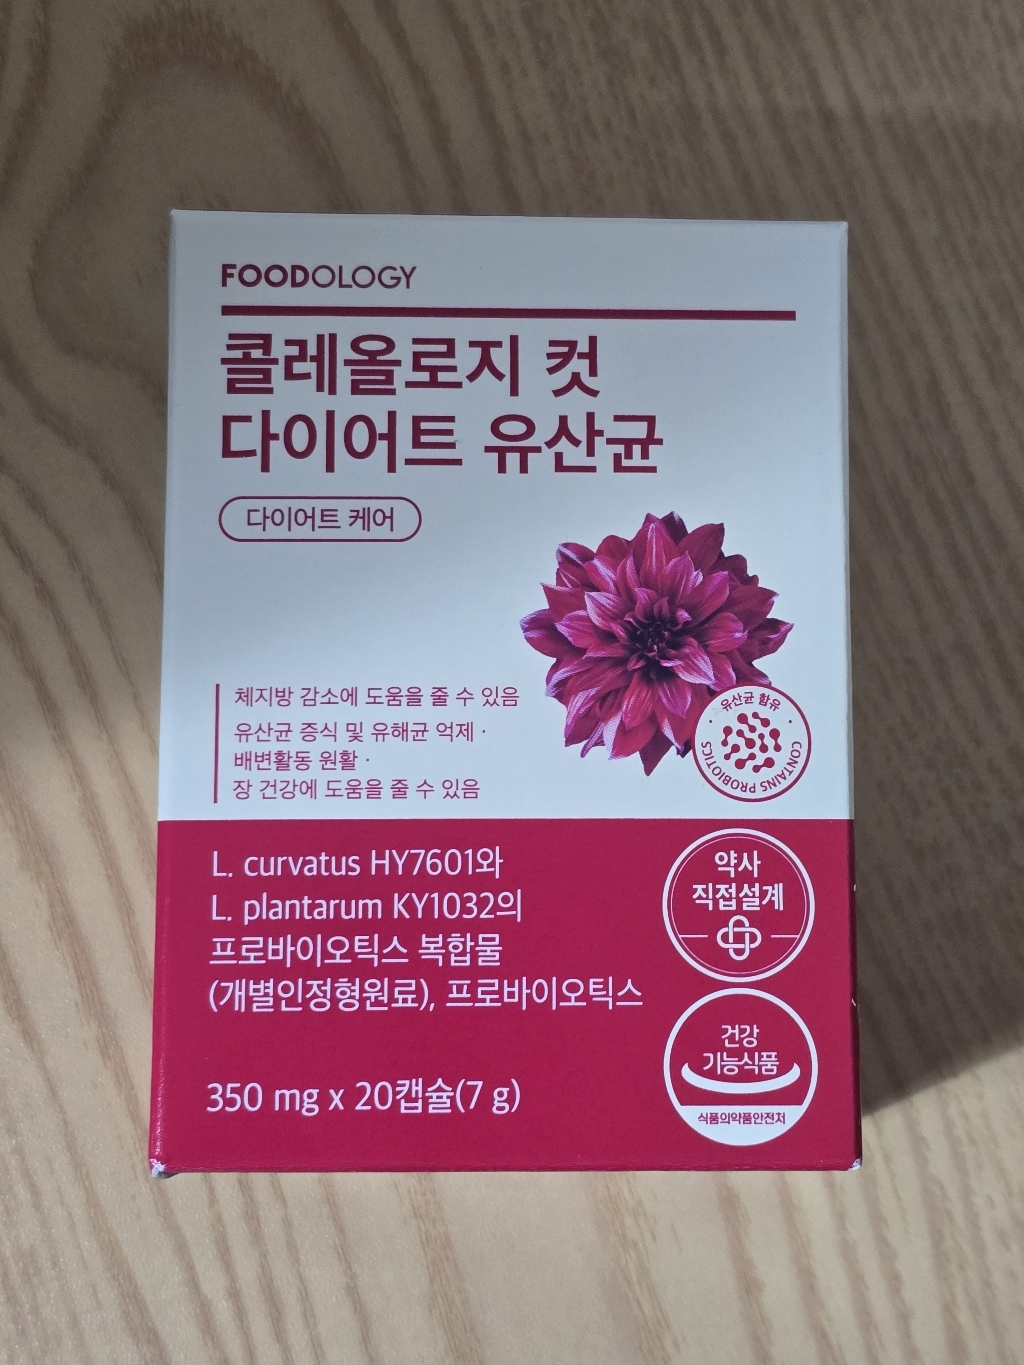 FOODOLOGY
콜레올로지 컷
다이어트 유산균
다이어트 케어
체지방 감소에 도움을 줄 수 있음
유산균 증식 및 유해균 억제 ·
배변활동 원활 ·
장 건강에 도움을 줄 수 있음
· 유산균 함유 ·
CONTAINS PROBIOTICS
L. curvatus HY7601와
L. plantarum KY1032의
프로바이오틱스 복합물
(개별인정형원료), 프로바이오틱스
350 mg x 20캡슐(7 g)
약사
직접설계
건강
기능식품
식품의약품안전처